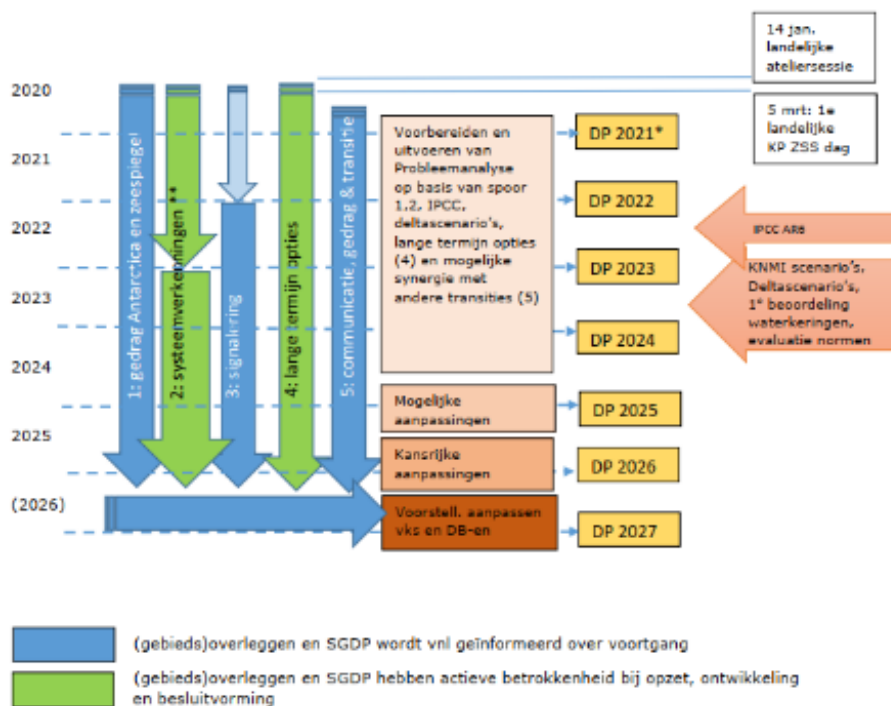 14 jan.
landelijke
ateliersessie
5 mrt: 1e
landelijke
KP ZSS dag
2020
2021
2022
2023
2024
2025
(2026)
1: gedrag Antarctica en zeespiegel
2: systeemverkenningen **
3: signalering
4: lange termijn opties
5: communicatie, gedrag & transitie
Voorbereiden en
uitvoeren van
Probleemanalyse
op basis van spoor
1,2, IPCC,
deltascenario's,
lange termijn opties
(4) en mogelijke
synergie met
andere transities (5)
Mogelijke
aanpassingen
Kansrijke
aanpassingen
Voorstell. aanpassen
vks en DB-en
DP 2021*
DP 2022
DP 2023
DP 2024
DP 2025
DP 2026
DP 2027
IPCC AR6
KNMI scenario's,
Deltascenario's,
1e beoordeling
waterkeringen,
evaluatie normen
(gebieds)overleggen en SGDP wordt vnl geïnformeerd over voortgang
(gebieds)overleggen en SGDP hebben actieve betrokkenheid bij opzet, ontwikkeling
en besluitvorming